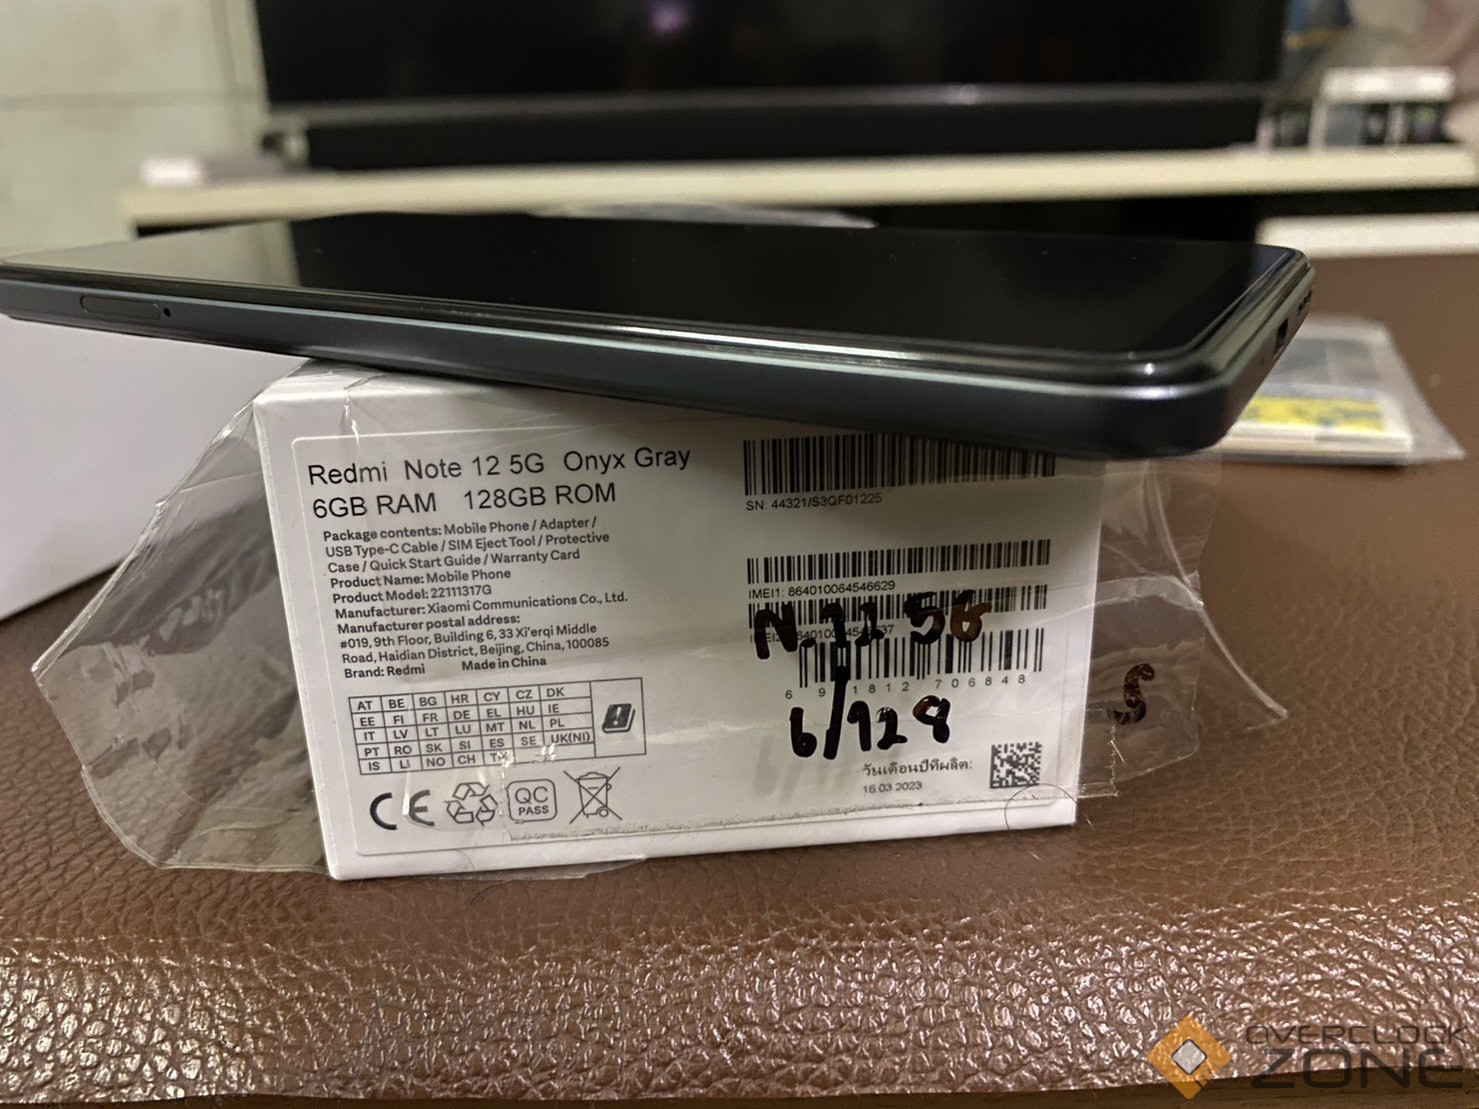 Redmi Note 12 5G Onyx Gray
6GB RAM 128GB ROM
Package contents: Mobile Phone / Adapter /
USB Type-C Cable / SIM Eject Tool / Protective
Case / Quick Start Guide / Warranty Card
Product Name: Mobile Phone
Product Model: 22111317G
Manufacturer: Xiaomi Communications Co., Ltd.
Manufacturer postal address:
#019, 9th Floor, Building 6, 33 Xi'erqi Middle
Road, Haidian District, Beijing, China, 100085
Brand: Redmi Made in China
AT BE BG HR CY CZ DK
EE FI FR DE EL HU IE
IT LV LT LU MT NL PL
PT RO SK SI ES SE UK(NI)
IS LI NO CH
CE
QC
PASS
SN: 44321/S3QF01225
IMEI1: 864010064546629
5G
812 706848
6/128
วันเดือนปีที่ผลิต:
16.03.2023
OVERCLOCK
ZONE